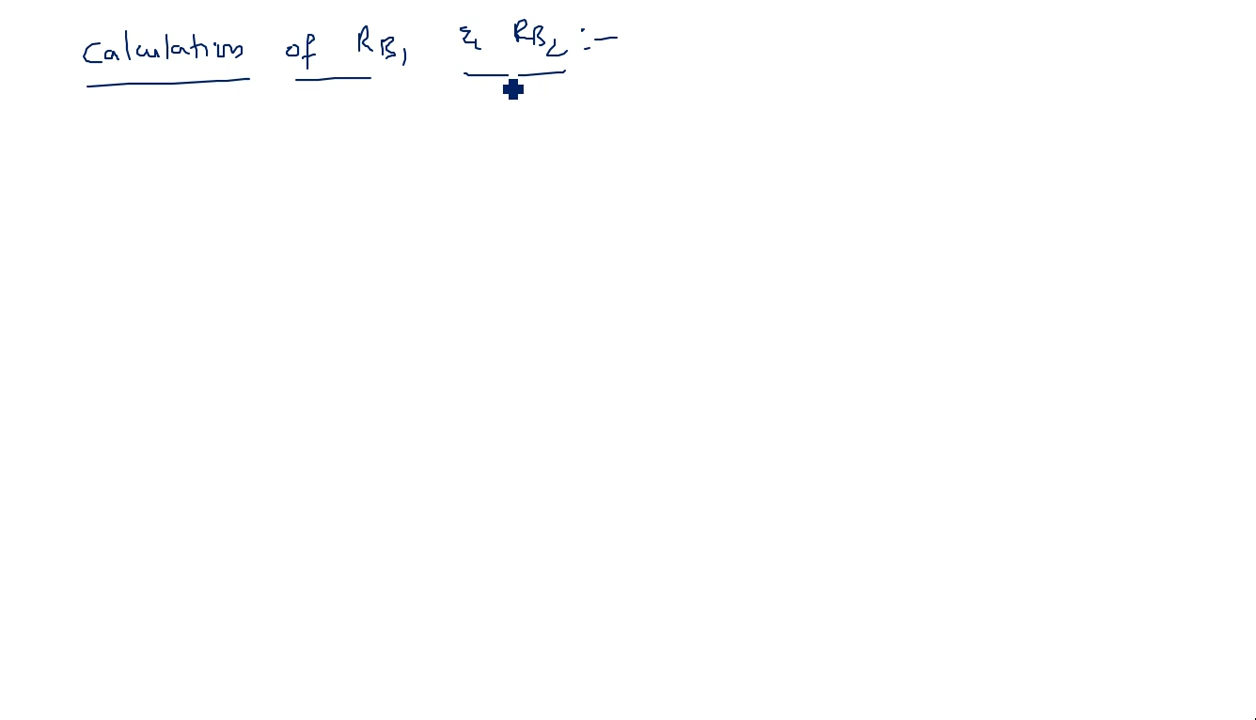 Calculation of RB1 & RB2 :-